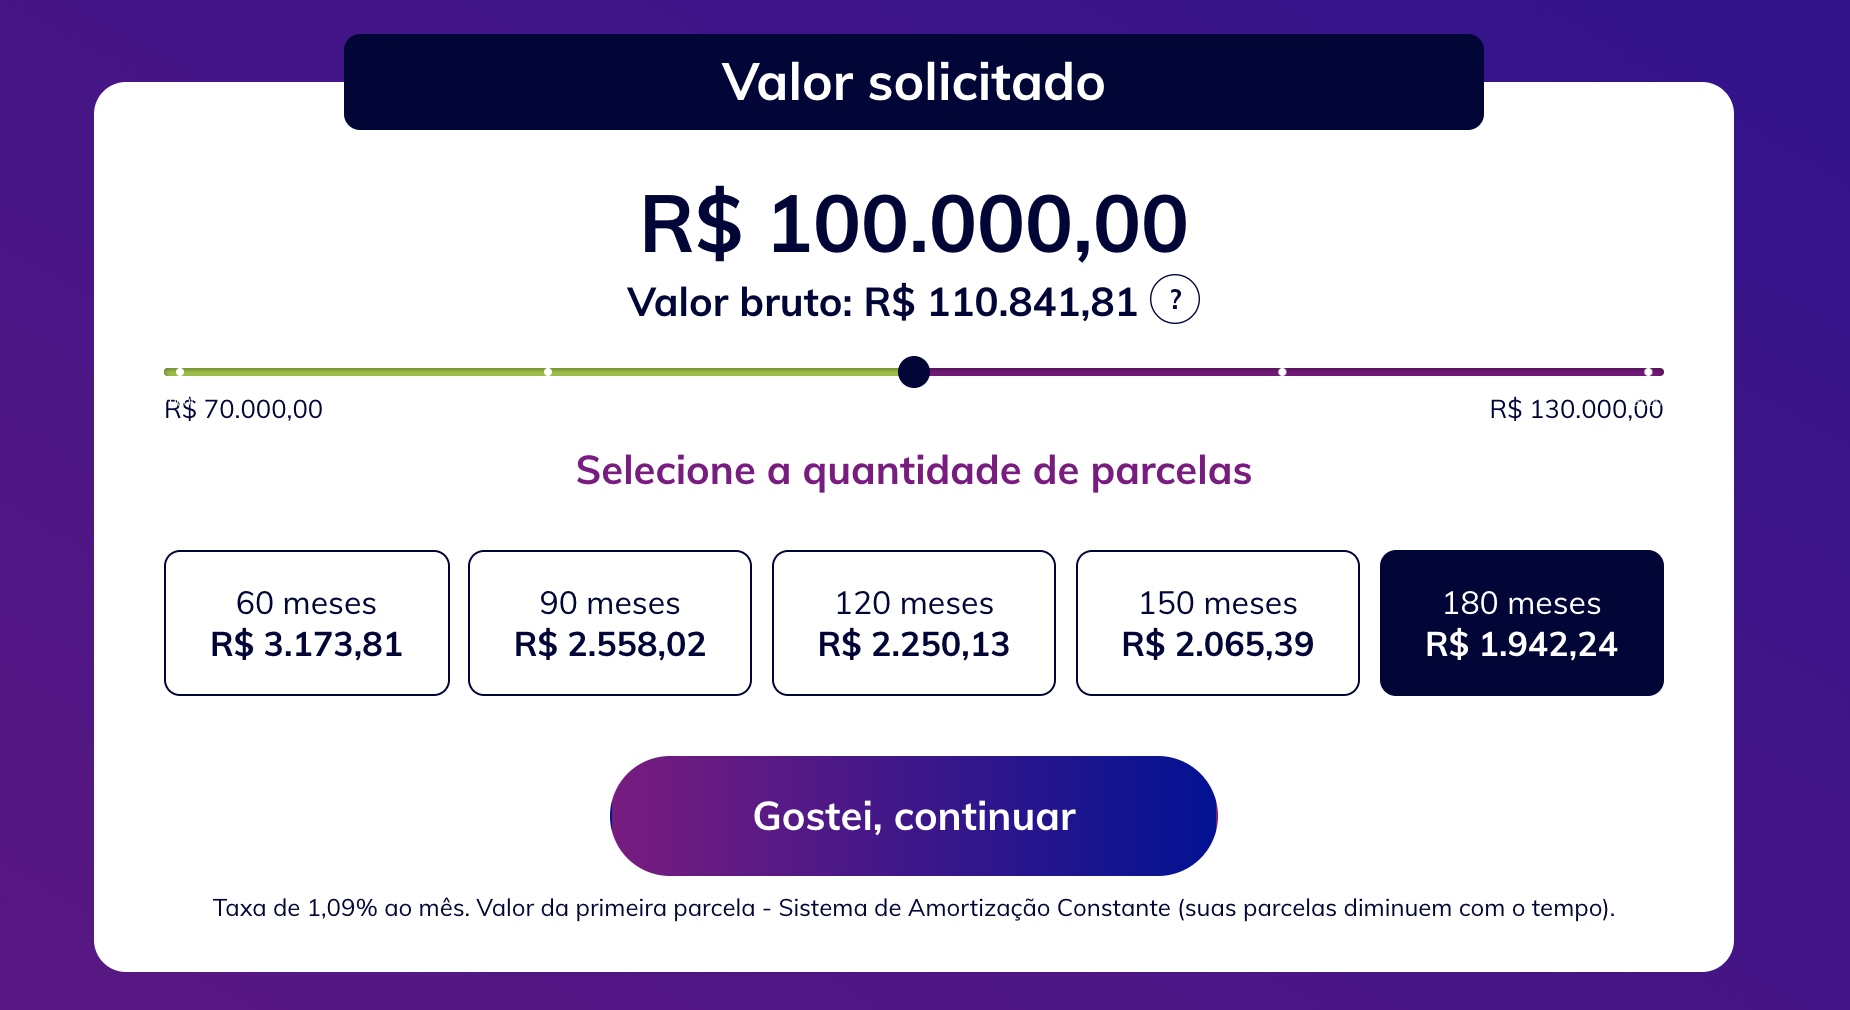 Valor solicitado
R$ 100.000,00
Valor bruto: R$ 110.841,81 ?
R$ 70.000,00 R$ 130.000,00
Selecione a quantidade de parcelas
60 meses 90 meses 120 meses 150 meses 180 meses
R$ 3.173,81 R$ 2.558,02 R$ 2.250,13 R$ 2.065,39 R$ 1.942,24
Gostei, continuar
Taxa de 1,09% ao mês. Valor da primeira parcela - Sistema de Amortização Constante (suas parcelas diminuem com o tempo).